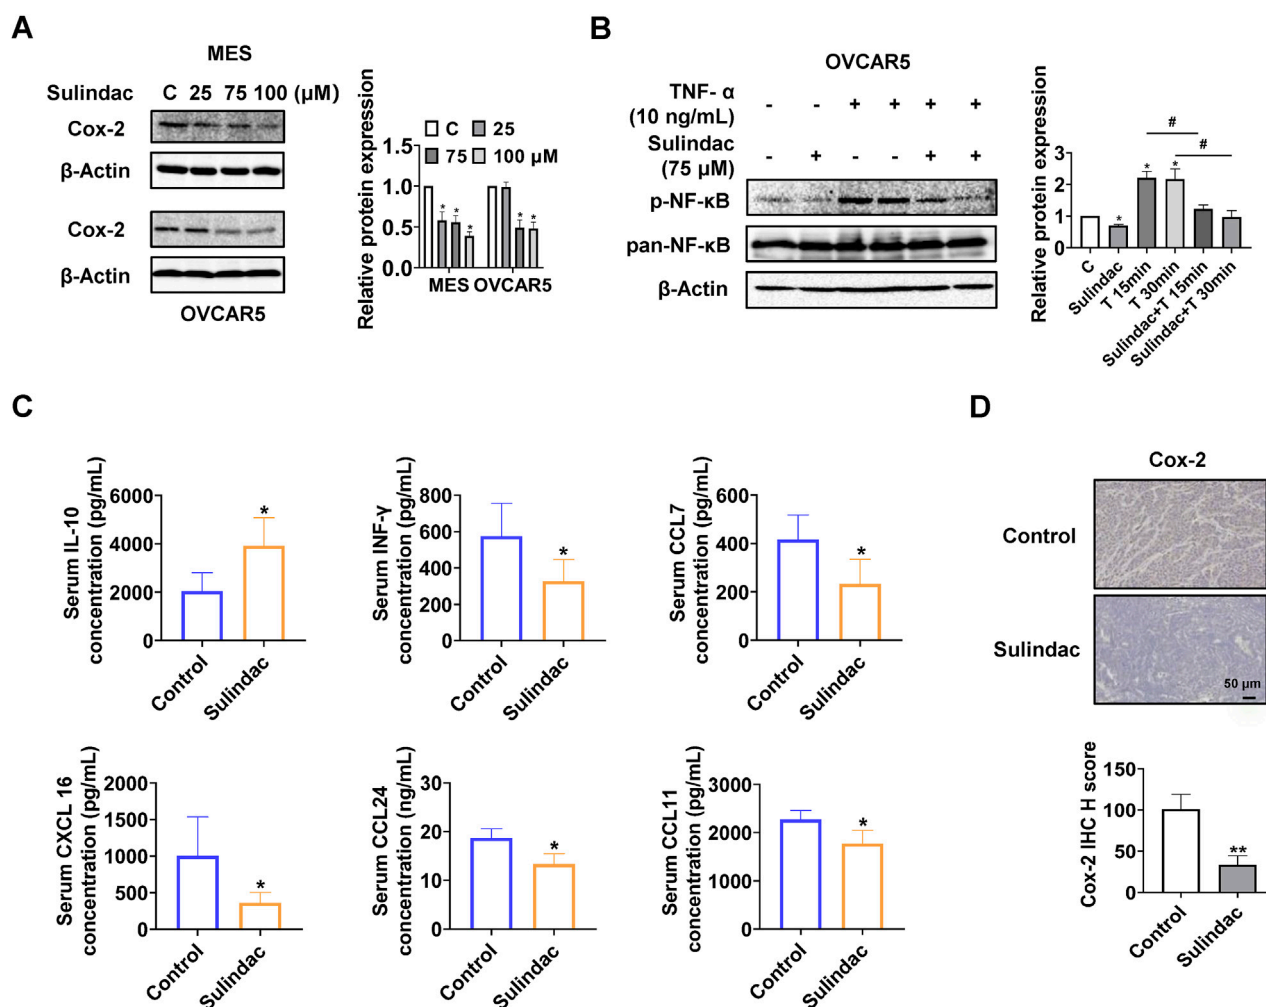 A
MES
Sulindac C 25 75 100 (μM)
Cox-2
β-Actin
Cox-2
β-Actin
OVCAR5
Relative protein expression
C 25
75 100 μM
1.5
1.0
0.5
0.0
* * * * *
MES OVCAR5
B
OVCAR5
TNF- α
(10 ng/mL)
- - + + + +
Sulindac
(75 μM)
- + - - + +
p-NF-κB
pan-NF-κB
β-Actin
Relative protein expression
3
2
1
0
* * *
#
#
C
Sulindac
T 15min
T 30min
Sulindac+T 15min
Sulindac+T 30min
C
Serum IL-10
concentration (pg/mL)
6000
4000
2000
0
*
Control
Sulindac
Serum INF-γ
concentration (pg/mL)
800
600
400
200
0
*
Control
Sulindac
Serum CCL7
concentration (pg/mL)
600
400
200
0
*
Control
Sulindac
Serum CXCL 16
concentration (pg/mL)
2000
1500
1000
500
0
*
Control
Sulindac
Serum CCL24
concentration (ng/mL)
30
20
10
0
*
Control
Sulindac
Serum CCL11
concentration (pg/mL)
3000
2000
1000
0
*
Control
Sulindac
D
Cox-2
Control
Sulindac
50 μm
Cox-2 IHC H score
150
100
50
0
**
Control
Sulindac